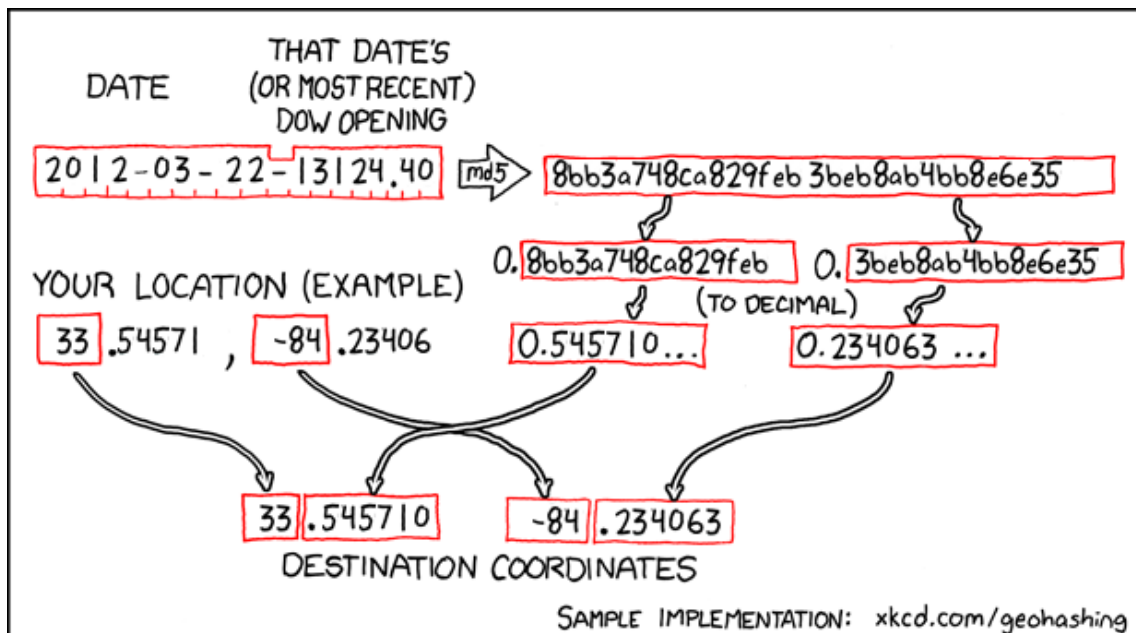 DATE
THAT DATE'S
(OR MOST RECENT)
DOW OPENING
2012-03-22-13124.40
md5
8bb3a748ca829feb3beb8ab4bb8e6e35
0.8bb3a748ca829feb
0.3beb8ab4bb8e6e35
(TO DECIMAL)
YOUR LOCATION (EXAMPLE)
33.54571, -84.23406
0.545710...
0.234063...
33.545710
-84.234063
DESTINATION COORDINATES
SAMPLE IMPLEMENTATION: xkcd.com/geohashing